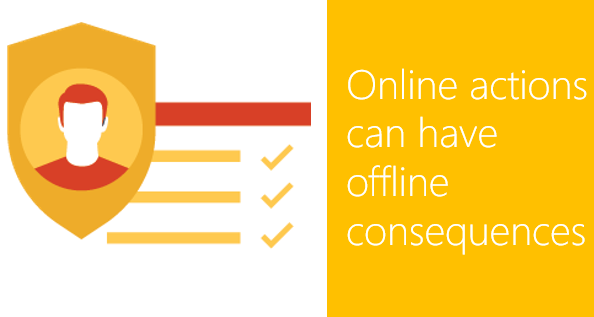 Online actions
can have
offline
consequences